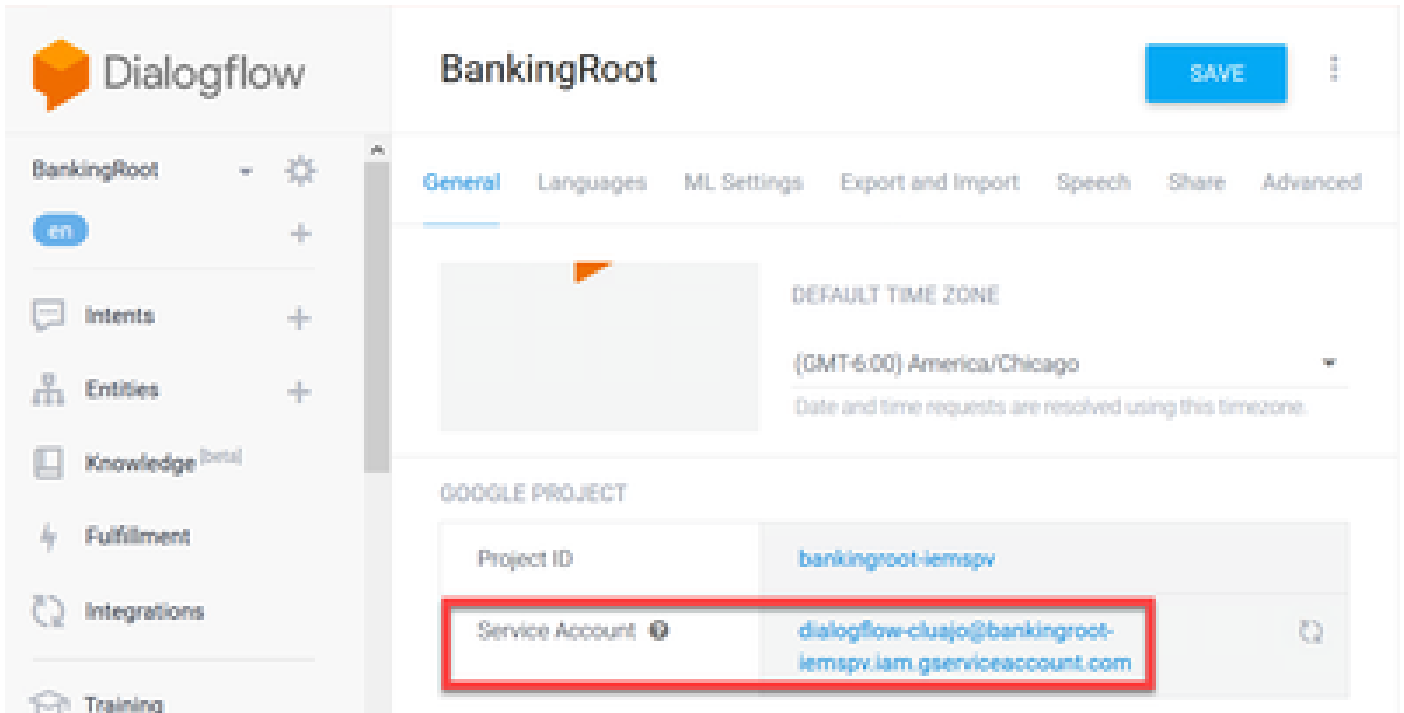 Dialogflow
BankingRoot
SAVE
BankingRoot
en
General Languages ML Settings Export and Import Speech Share Advanced
Intents
Entities
Knowledge [beta]
Fulfillment
Integrations
Training
DEFAULT TIME ZONE
(GMT-6:00) America/Chicago
Date and time requests are resolved using this timezone.
GOOGLE PROJECT
Project ID bankingroot-iemspv
Service Account dialogflow-cluajo@bankingroot-
iemspv.iam.gserviceaccount.com